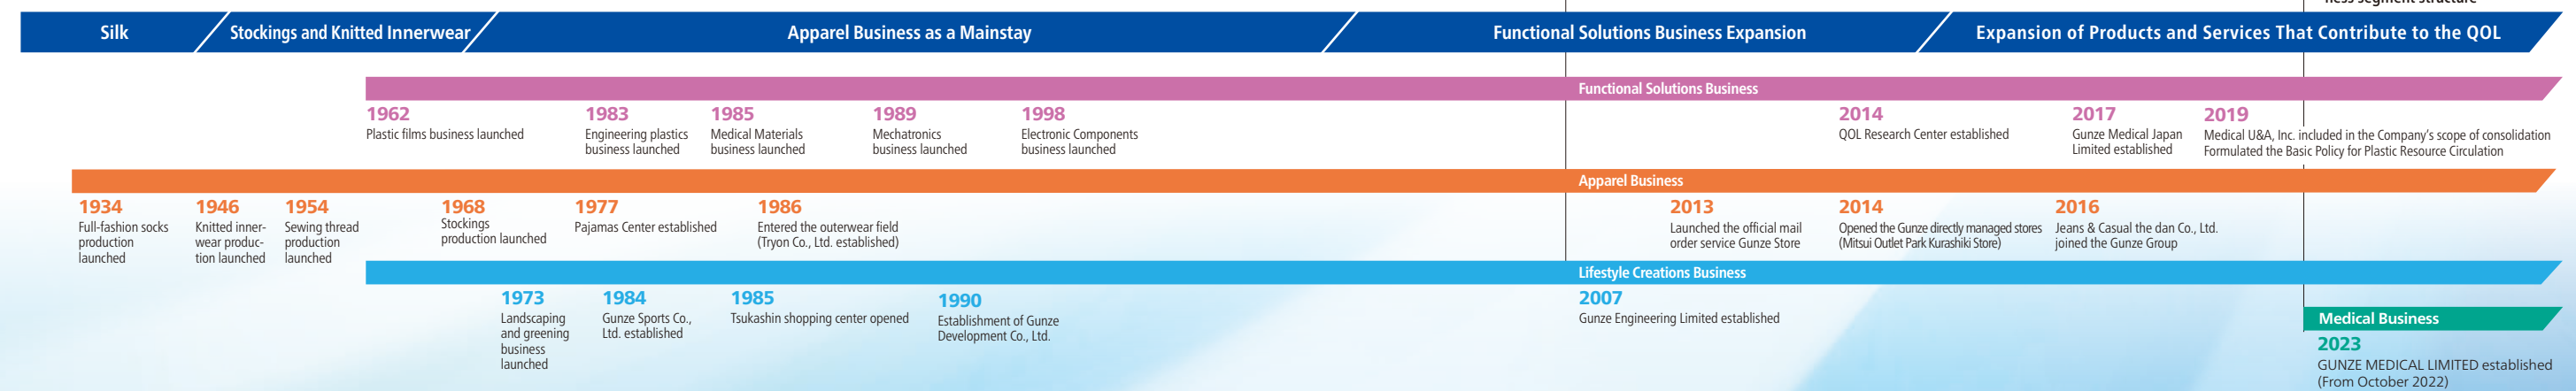 ness segment structure
Silk
Stockings and Knitted Innerwear
Apparel Business as a Mainstay
Functional Solutions Business Expansion
Expansion of Products and Services That Contribute to the QOL
Functional Solutions Business
1962
Plastic films business launched
1983
Engineering plastics
business launched
1985
Medical Materials
business launched
1989
Mechatronics
business launched
1998
Electronic Components
business launched
2014
QOL Research Center established
2017
Gunze Medical Japan
Limited established
2019
Medical U&A, Inc. included in the Company's scope of consolidation
Formulated the Basic Policy for Plastic Resource Circulation
Apparel Business
1934
Full-fashion socks
production
launched
1946
Knitted inner-
wear produc-
tion launched
1954
Sewing thread
production
launched
1968
Stockings
production launched
1977
Pajamas Center established
1986
Entered the outerwear field
(Tryon Co., Ltd. established)
2013
Launched the official mail
order service Gunze Store
2014
Opened the Gunze directly managed stores
(Mitsui Outlet Park Kurashiki Store)
2016
Jeans & Casual the dan Co., Ltd.
joined the Gunze Group
Lifestyle Creations Business
1973
Landscaping
and greening
business
launched
1984
Gunze Sports Co.,
Ltd. established
1985
Tsukashin shopping center opened
1990
Establishment of Gunze
Development Co., Ltd.
2007
Gunze Engineering Limited established
Medical Business
2023
GUNZE MEDICAL LIMITED established
(From October 2022)